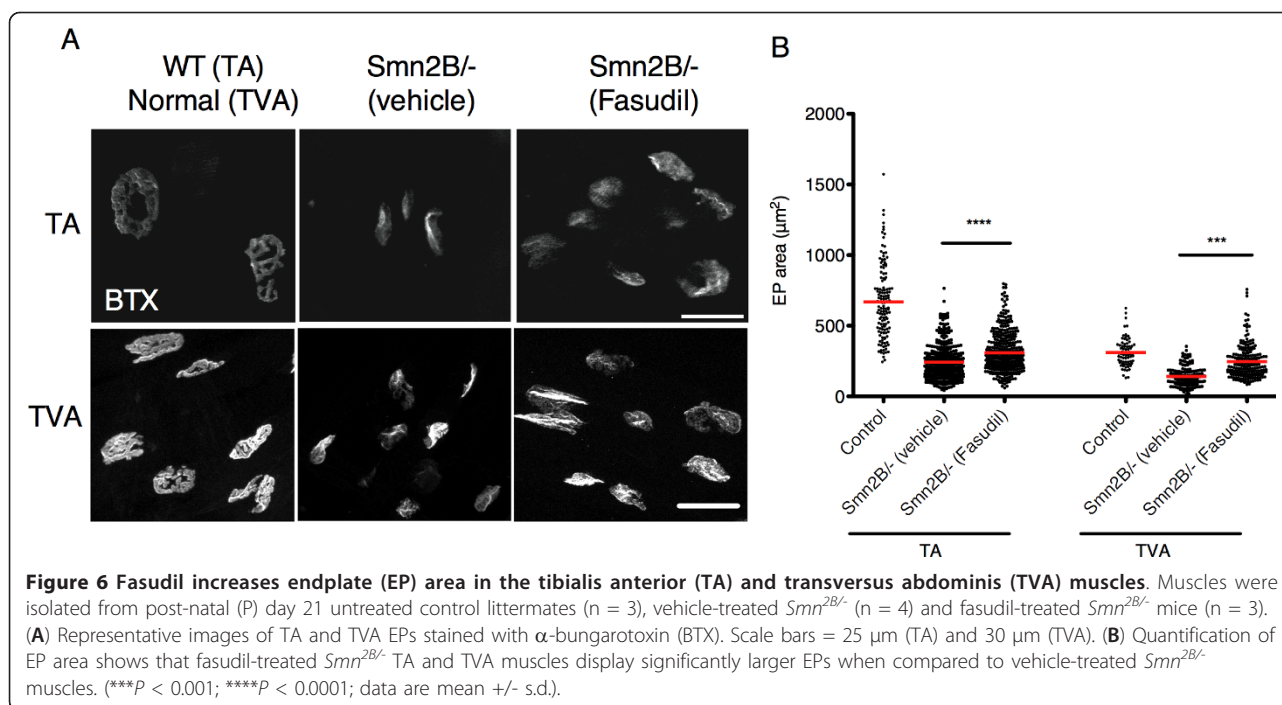 A
WT (TA)
Normal (TVA)
Smn2B/-
(vehicle)
Smn2B/-
(Fasudil)
TA
BTX
TVA
B
EP area (µm²)
2000
1500
1000
500
0
****
***
Control
Smn2B/- (vehicle)
Smn2B/- (Fasudil)
Control
Smn2B/- (vehicle)
Smn2B/- (Fasudil)
TA
TVA
Figure 6 Fasudil increases endplate (EP) area in the tibialis anterior (TA) and transversus abdominis (TVA) muscles. Muscles were
isolated from post-natal (P) day 21 untreated control littermates (n = 3), vehicle-treated Smn2B/- (n = 4) and fasudil-treated Smn2B/- mice (n = 3).
(A) Representative images of TA and TVA EPs stained with α-bungarotoxin (BTX). Scale bars = 25 µm (TA) and 30 µm (TVA). (B) Quantification of
EP area shows that fasudil-treated Smn2B/- TA and TVA muscles display significantly larger EPs when compared to vehicle-treated Smn2B/-
muscles. (***P < 0.001; ****P < 0.0001; data are mean +/- s.d.).